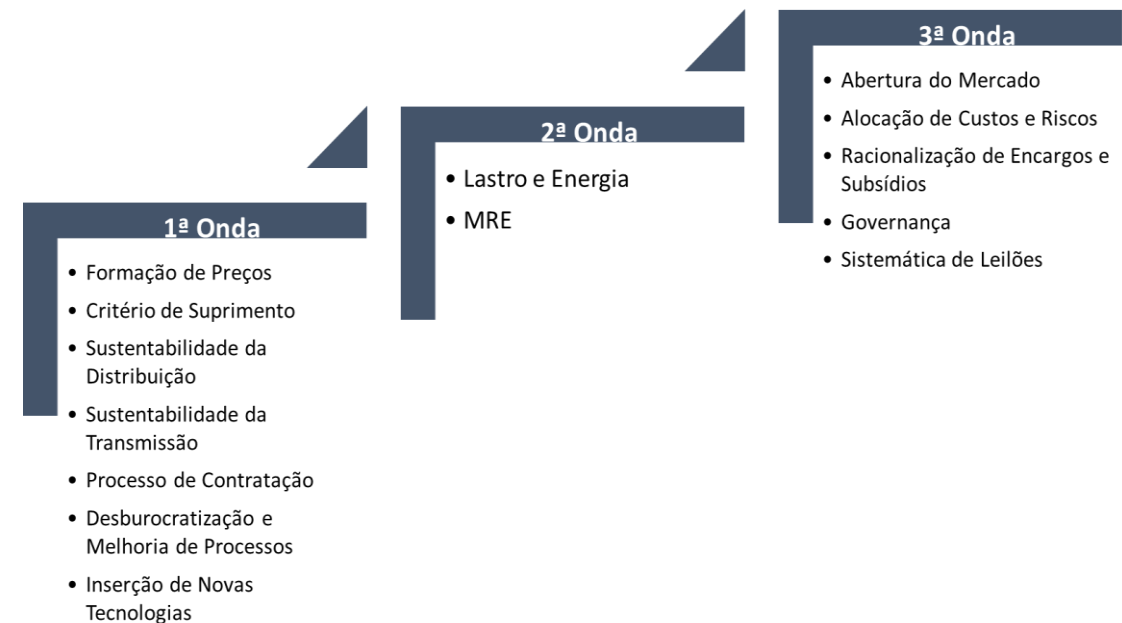 1ª Onda
• Formação de Preços
• Critério de Suprimento
• Sustentabilidade da
Distribuição
• Sustentabilidade da
Transmissão
• Processo de Contratação
• Desburocratização e
Melhoria de Processos
• Inserção de Novas
Tecnologias
2ª Onda
• Lastro e Energia
• MRE
3ª Onda
• Abertura do Mercado
• Alocação de Custos e Riscos
• Racionalização de Encargos e
Subsídios
• Governança
• Sistemática de Leilões